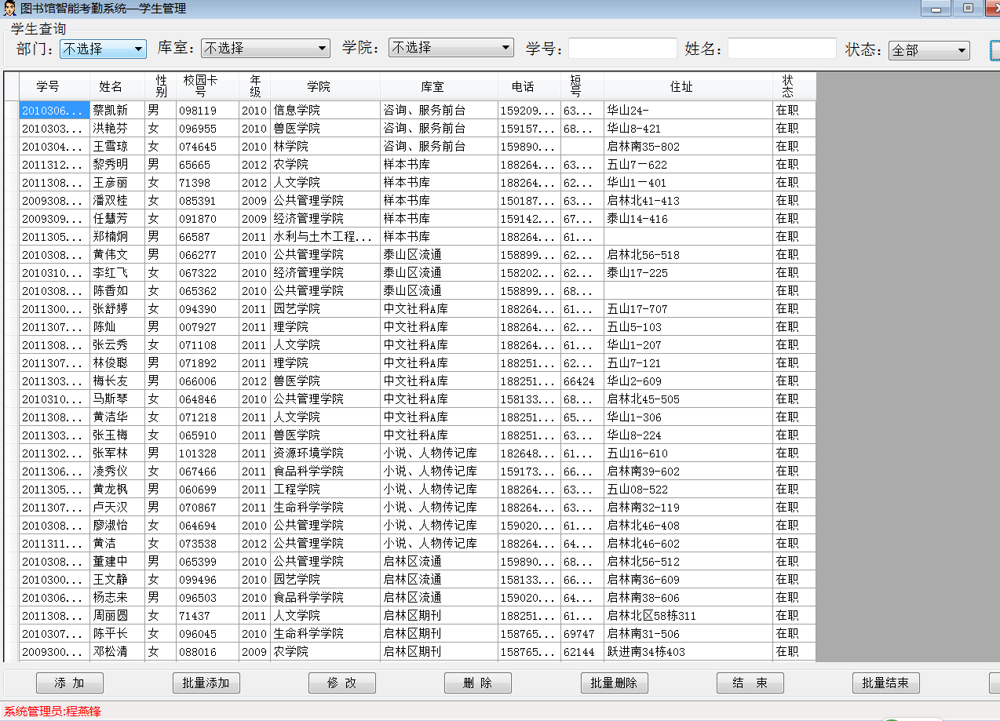 图书馆智能考勤系统—学生管理
学生查询
部门: 不选择 库室: 不选择 学院: 不选择 学号: 姓名: 状态: 全部
学号 姓名 性别 校园卡号 年级 学院 库室 电话 短号 住址 状态
2010306... 蔡凯新 男 098119 2010 信息学院 咨询、服务前台 159209... 63... 华山24- 在职
2010303... 洪艳芬 女 096955 2010 兽医学院 咨询、服务前台 159157... 68... 华山8-421 在职
2010304... 王雪琼 女 074645 2010 林学院 咨询、服务前台 159890... 启林南35-802 在职
2011312... 黎秀明 男 65665 2012 农学院 样本书库 188264... 63... 五山7－622 在职
2011308... 王彦丽 女 71398 2012 人文学院 样本书库 188264... 62... 华山1－401 在职
2009308... 潘双桂 女 085391 2009 公共管理学院 样本书库 150187... 63... 启林北41-413 在职
2009309... 任慧芳 女 091870 2009 经济管理学院 样本书库 159142... 67... 泰山14-416 在职
2011305... 郑楠炯 男 66587 2011 水利与土木工程... 样本书库 188264... 61... 在职
2010308... 黄伟文 男 066277 2010 公共管理学院 泰山区流通 158899... 62... 启林北56-518 在职
2010310... 李红飞 女 067322 2010 经济管理学院 泰山区流通 158202... 62... 泰山17-225 在职
2010308... 陈香如 女 065362 2010 公共管理学院 泰山区流通 158899... 68... 在职
2011300... 张舒婷 女 094390 2011 园艺学院 中文社科A库 188264... 61... 五山17-707 在职
2011307... 陈灿 男 007927 2011 理学院 中文社科A库 188264... 62... 五山5-103 在职
2011308... 张云秀 女 071108 2011 人文学院 中文社科A库 188264... 61... 华山1-207 在职
2011307... 林俊聪 男 071892 2011 理学院 中文社科A库 188251... 62... 五山7-121 在职
2011303... 梅长友 男 066006 2012 兽医学院 中文社科A库 188251... 66424 华山2-609 在职
2010310... 马斯琴 女 064846 2010 公共管理学院 中文社科A库 158133... 68... 启林北45-505 在职
2011308... 黄洁华 女 071218 2011 人文学院 中文社科A库 188251... 65... 华山1-306 在职
2011303... 张玉梅 女 065910 2011 兽医学院 中文社科A库 188251... 63... 华山8-224 在职
2011302... 张军林 男 101328 2011 资源环境学院 小说、人物传记库 182648... 61... 五山16-610 在职
2011306... 凌秀仪 女 067466 2011 食品科学学院 小说、人物传记库 159173... 66... 启林南39-602 在职
2011305... 黄龙枫 男 060699 2011 工程学院 小说、人物传记库 188264... 63... 五山08-522 在职
2011307... 卢天汉 男 070867 2011 生命科学学院 小说、人物传记库 188264... 63... 启林南32-119 在职
2010308... 廖淑怡 女 064694 2010 公共管理学院 小说、人物传记库 159020... 61... 启林北46-408 在职
2011311... 黄洁 女 073538 2012 公共管理学院 小说、人物传记库 188264... 64... 启林北46-602 在职
2010308... 董建中 男 065399 2010 公共管理学院 启林区流通 159890... 68... 启林北56-512 在职
2010300... 王文静 女 099496 2010 园艺学院 启林区流通 158133... 66... 启林南36-609 在职
2010306... 杨志来 男 096503 2010 食品科学学院 启林区流通 159020... 64... 启林南38-606 在职
2011308... 周丽圆 女 71437 2011 人文学院 启林区期刊 188251... 61... 启林北区58栋311 在职
2010307... 陈平长 女 096045 2010 生命科学学院 启林区期刊 158765... 69747 启林南31-506 在职
2009300... 邓松清 女 088016 2009 农学院 启林区期刊 158765... 62144 跃进南34栋403 在职
添 加 批量添加 修 改 删 除 批量删除 结 束 批量结束
系统管理员:程燕锋